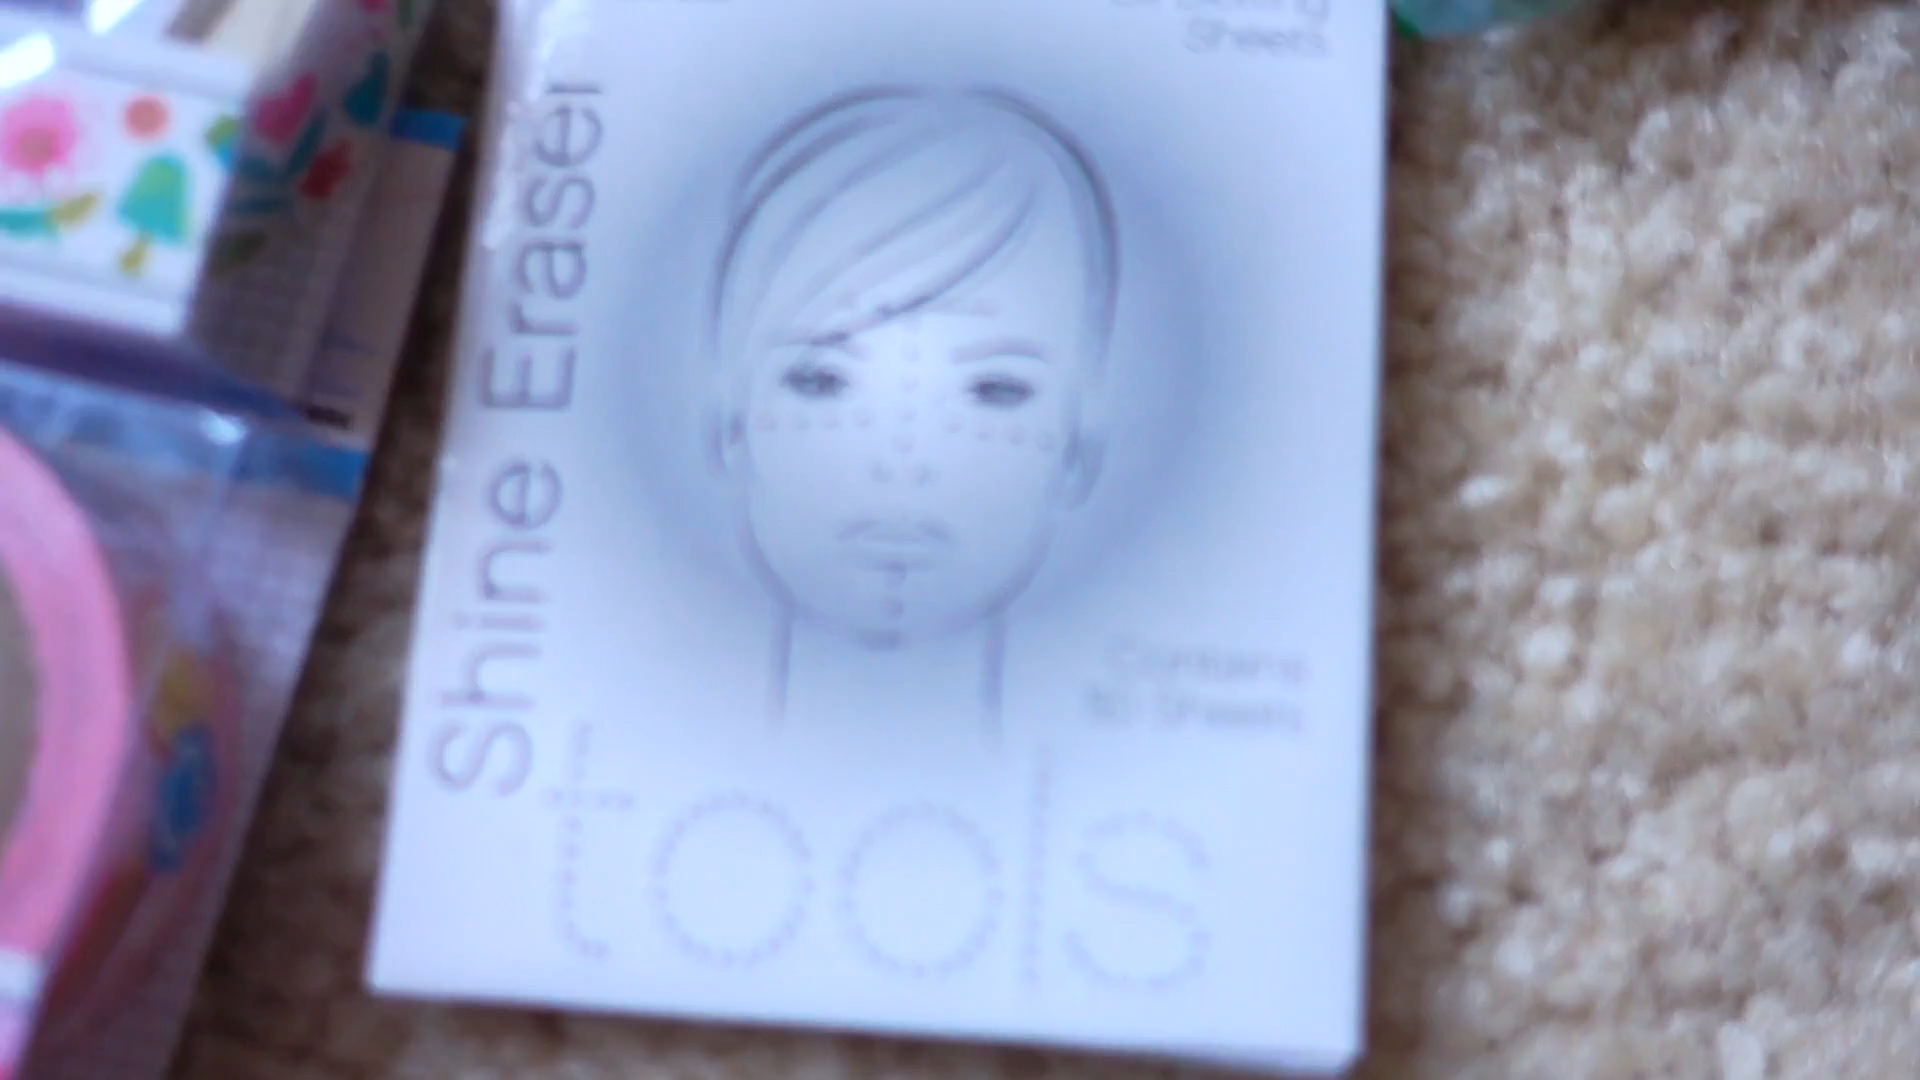 Sheets
Shine Eraser
Contains
50 Sheets
tools